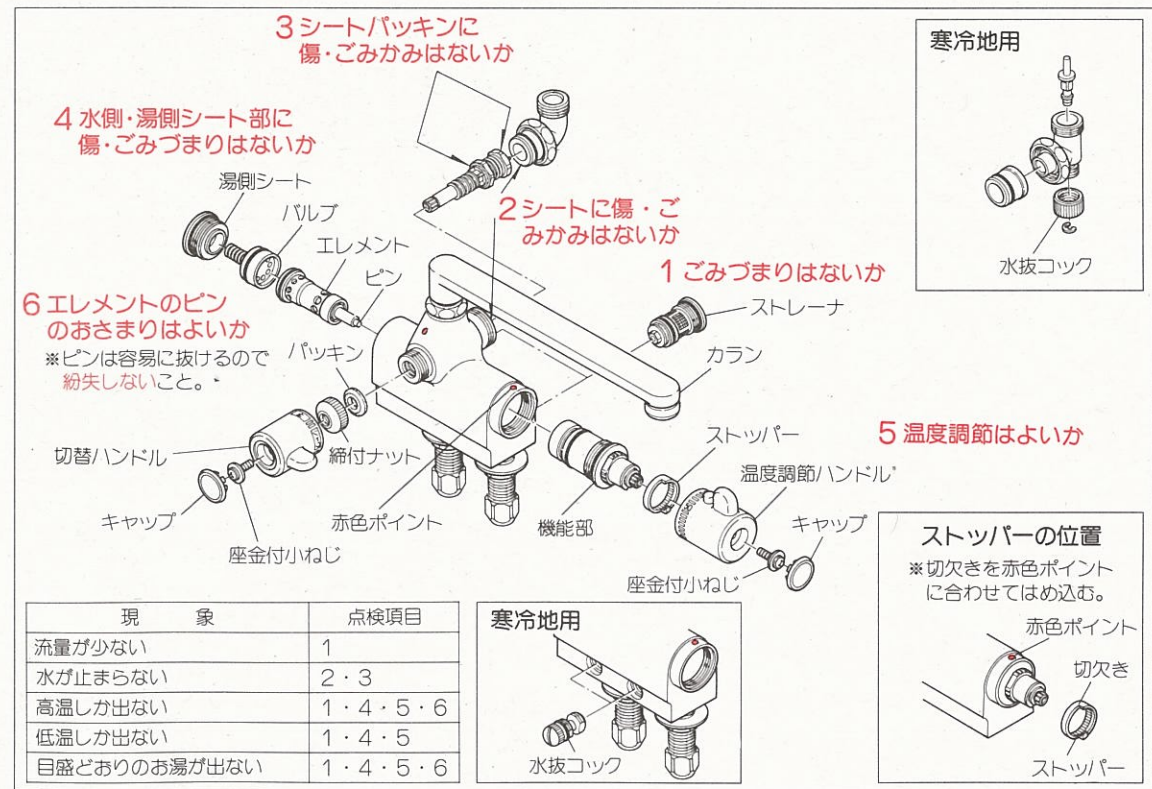 3 シートパッキンに
傷・ごみかみはないか
4 水側・湯側シート部に
傷・ごみづまりはないか
湯側シート
バルブ
エレメント
ピン
2 シートに傷・ご
みかみはないか
1 ごみづまりはないか
ストレーナ
カラン
6 エレメントのピン
のおさまりはよいか
※ピンは容易に抜けるので
紛失しないこと。
パッキン
切替ハンドル
締付ナット
キャップ
座金付小ねじ
赤色ポイント
機能部
ストッパー
5 温度調節はよいか
温度調節ハンドル
キャップ
座金付小ねじ
寒冷地用
水抜コック
現 象 点検項目
流量が少ない 1
水が止まらない 2・3
高温しか出ない 1・4・5・6
低温しか出ない 1・4・5
目盛どおりのお湯が出ない 1・4・5・6
寒冷地用
水抜コック
ストッパーの位置
※切欠きを赤色ポイント
に合わせてはめ込む。
赤色ポイント
切欠き
ストッパー